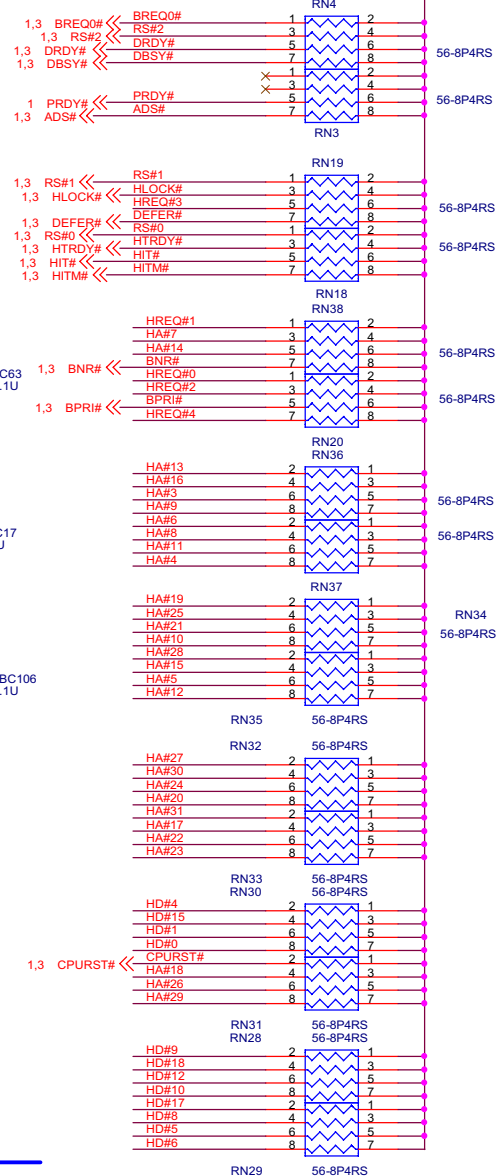 RN4
1,3 BREQ0# BREQ0# 1 2
1,3 RS#2 RS#2 3 4
1,3 DRDY# DRDY# 5 6 56-8P4RS
1,3 DBSY# DBSY# 7 8
1 2
3 4
1 PRDY# PRDY# 5 6 56-8P4RS
1,3 ADS# ADS# 7 8
RN3
RN19
1,3 RS#1 RS#1 1 2
1,3 HLOCK# HLOCK# 3 4
HREQ#3 5 6 56-8P4RS
1,3 DEFER# DEFER# 7 8
1,3 RS#0 RS#0 1 2
1,3 HTRDY# HTRDY# 3 4 56-8P4RS
1,3 HIT# HIT# 5 6
1,3 HITM# HITM# 7 8
RN18
RN38
HREQ#1 1 2
HA#7 3 4
HA#14 5 6 56-8P4RS
C63 1,3 BNR# BNR# 7 8
.1U HREQ#0 1 2
HREQ#2 3 4 56-8P4RS
1,3 BPRI# BPRI# 5 6
HREQ#4 7 8
RN20
RN36
HA#13 2 1
HA#16 4 3
HA#3 6 5 56-8P4RS
HA#9 8 7
HA#6 2 1
C17 HA#8 4 3 56-8P4RS
U HA#11 6 5
HA#4 8 7
RN37
HA#19 2 1
HA#25 4 3 RN34
HA#21 6 5 56-8P4RS
HA#10 8 7
HA#28 2 1
HA#15 4 3
BC106 HA#5 6 5
.1U HA#12 8 7
RN35 56-8P4RS
RN32 56-8P4RS
HA#27 2 1
HA#30 4 3
HA#24 6 5
HA#20 8 7
HA#31 2 1
HA#17 4 3
HA#22 6 5
HA#23 8 7
RN33 56-8P4RS
RN30 56-8P4RS
HD#4 2 1
HD#15 4 3
HD#1 6 5
HD#0 8 7
1,3 CPURST# CPURST# 2 1
HA#18 4 3
HA#26 6 5
HA#29 8 7
RN31 56-8P4RS
RN28 56-8P4RS
HD#9 2 1
HD#18 4 3
HD#12 6 5
HD#10 8 7
HD#17 2 1
HD#8 4 3
HD#5 6 5
HD#6 8 7
RN29 56-8P4RS